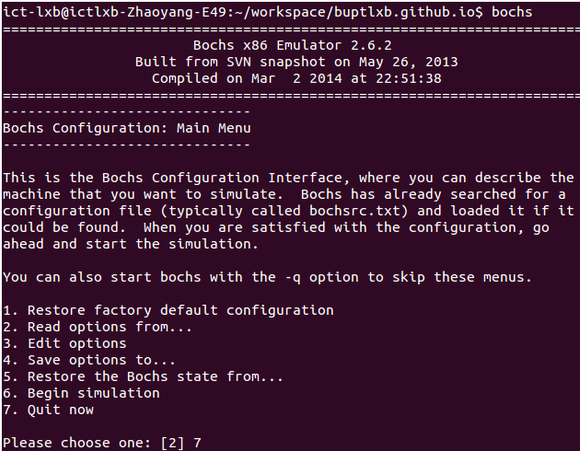 ict-lxb@ictlxb-Zhaoyang-E49:~/workspace/buptlxb.github.io$ bochs
========================================================================
Bochs x86 Emulator 2.6.2
Built from SVN snapshot on May 26, 2013
Compiled on Mar  2 2014 at 22:51:38
========================================================================
------------------------------
Bochs Configuration: Main Menu
------------------------------

This is the Bochs Configuration Interface, where you can describe the
machine that you want to simulate.  Bochs has already searched for a
configuration file (typically called bochsrc.txt) and loaded it if it
could be found.  When you are satisfied with the configuration, go
ahead and start the simulation.

You can also start bochs with the -q option to skip these menus.

1. Restore factory default configuration
2. Read options from...
3. Edit options
4. Save options to...
5. Restore the Bochs state from...
6. Begin simulation
7. Quit now

Please choose one: [2] 7